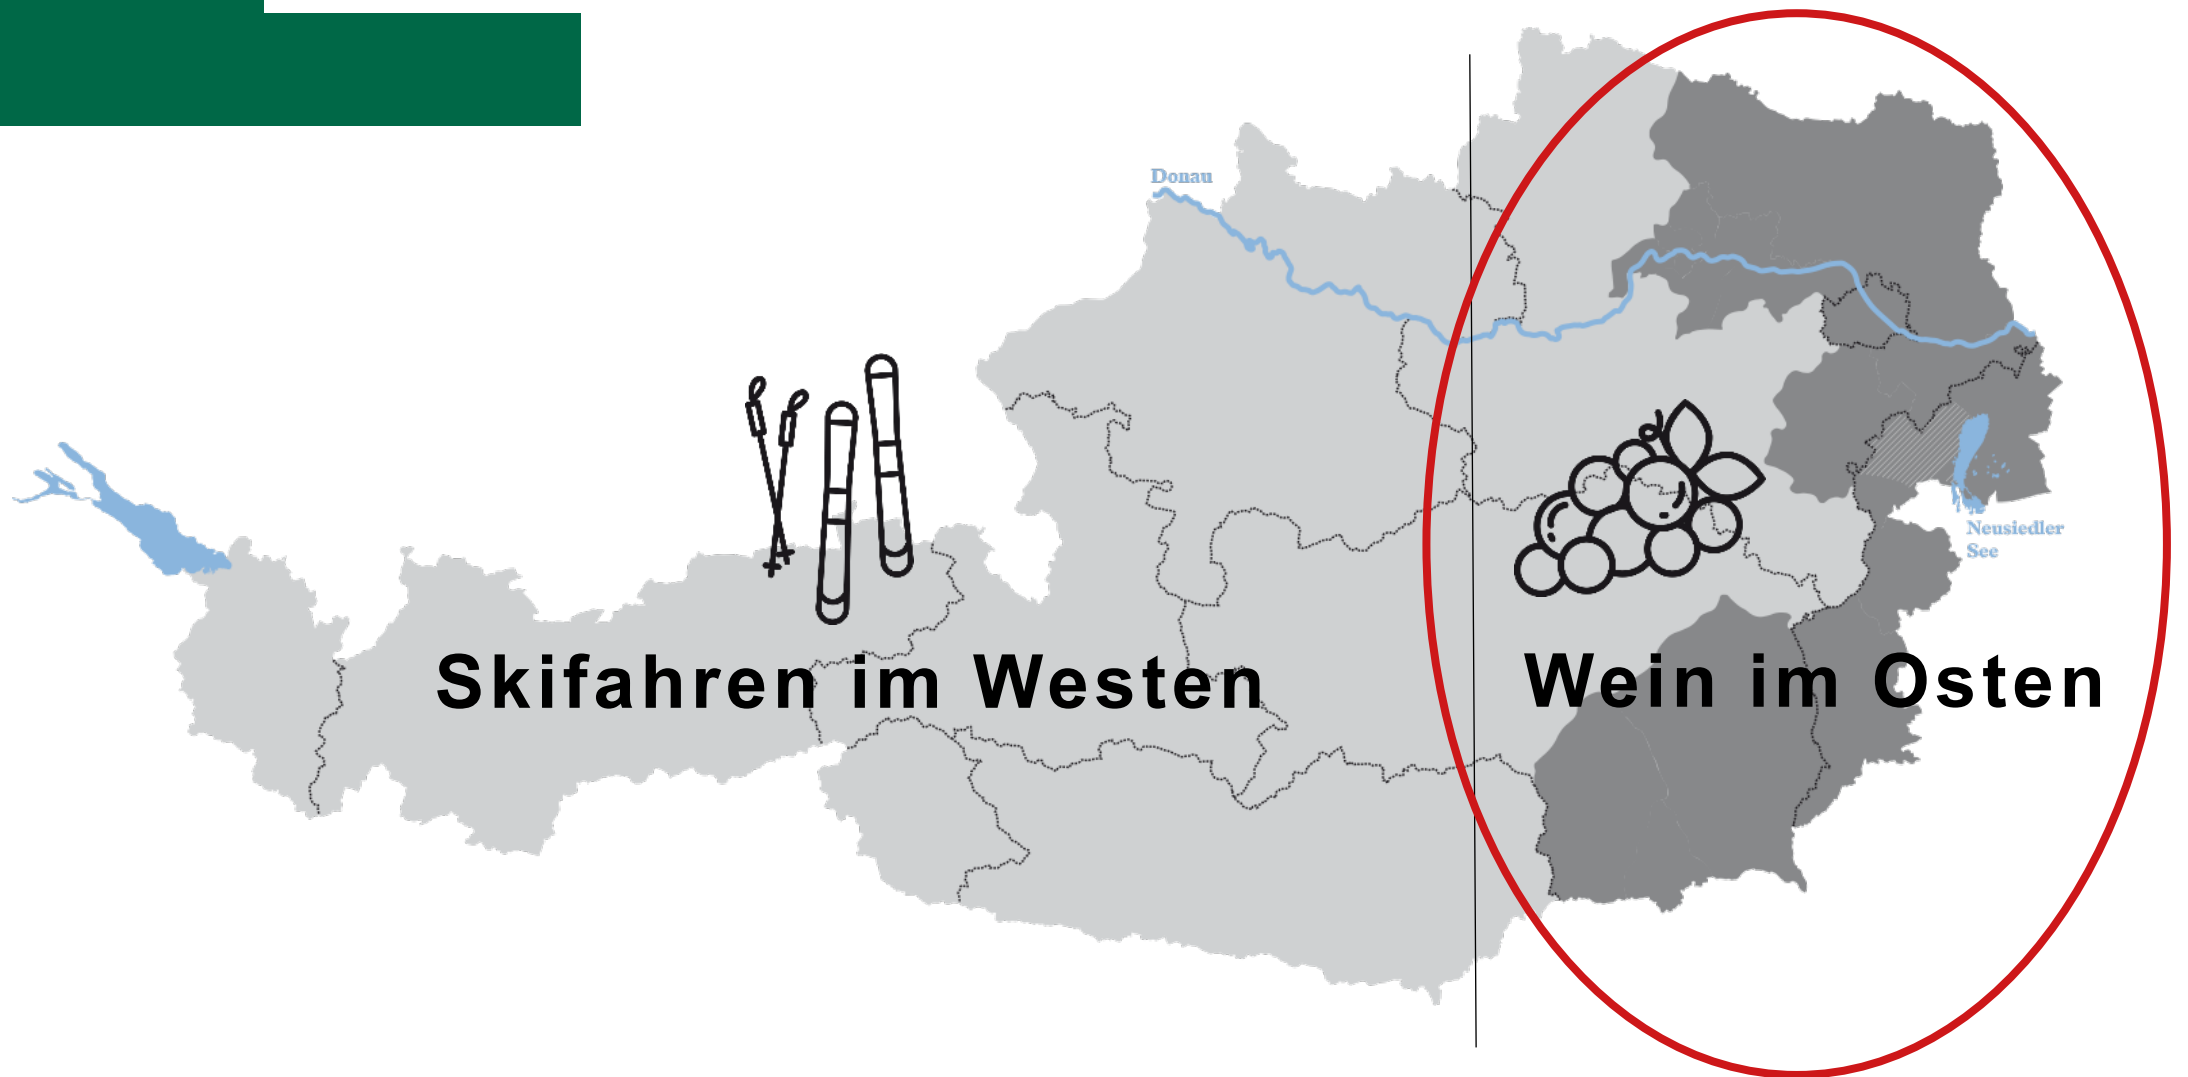 Donau
Neusiedler
See
Skifahren im Westen
Wein im Osten